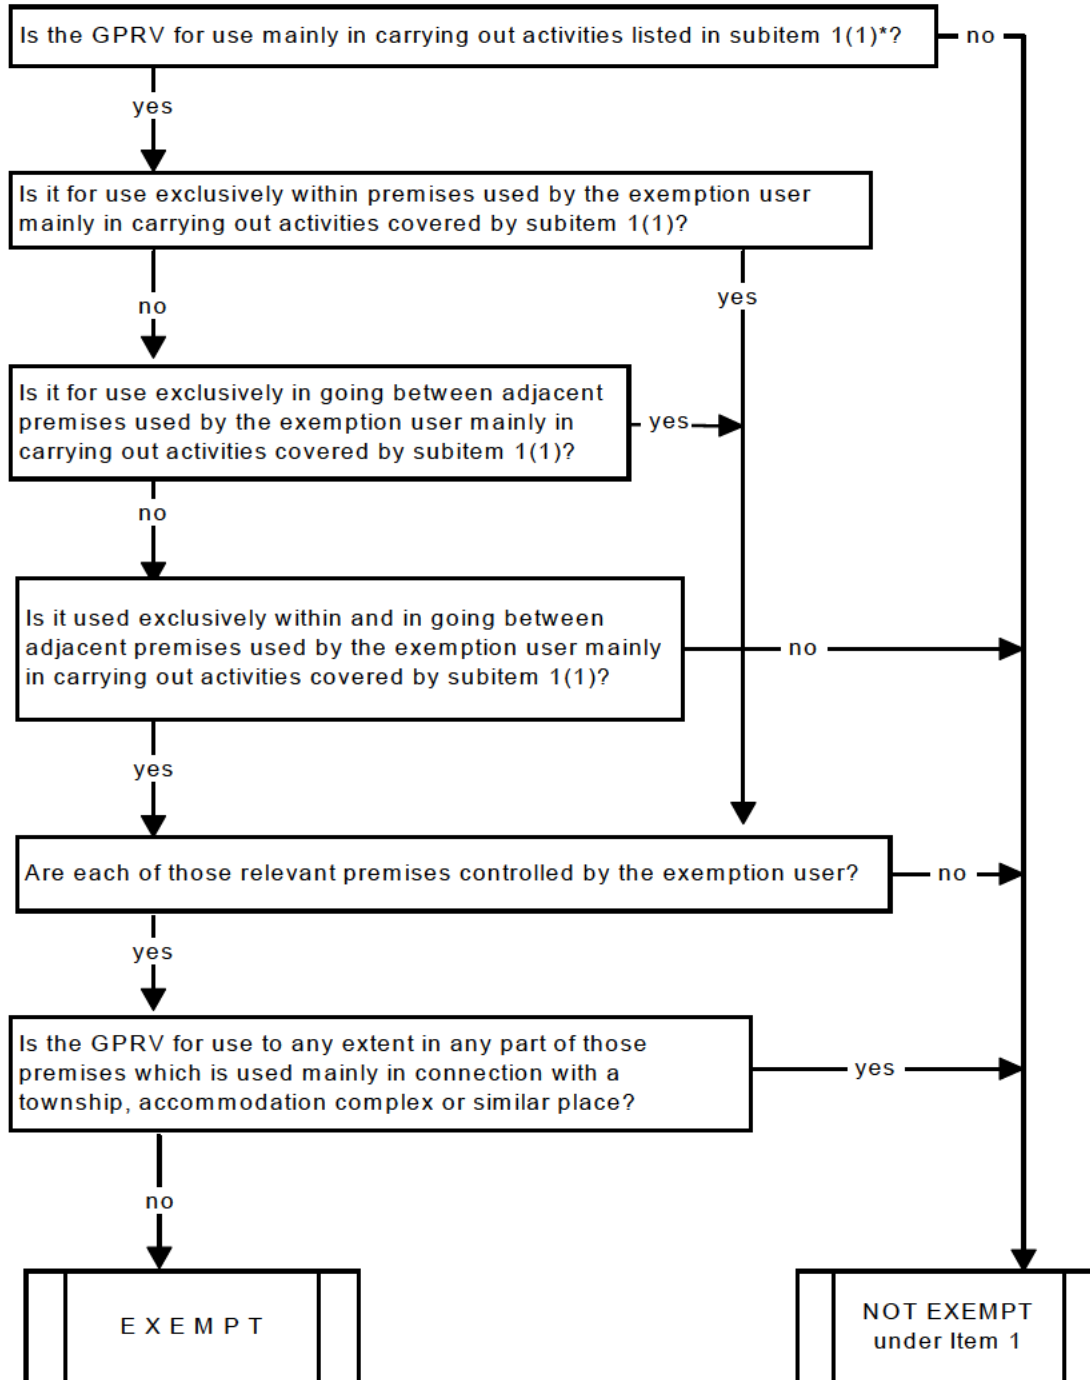 Is the GPRV for use mainly in carrying out activities listed in subitem 1(1)*?
no
yes
Is it for use exclusively within premises used by the exemption user
mainly in carrying out activities covered by subitem 1(1)?
yes
no
Is it for use exclusively in going between adjacent
premises used by the exemption user mainly in
carrying out activities covered by subitem 1(1)?
yes
no
Is it used exclusively within and in going between
adjacent premises used by the exemption user mainly
in carrying out activities covered by subitem 1(1)?
no
yes
Are each of those relevant premises controlled by the exemption user?
no
yes
Is the GPRV for use to any extent in any part of those
premises which is used mainly in connection with a
township, accommodation complex or similar place?
yes
no
E X E M P T
NOT EXEMPT
under Item 1